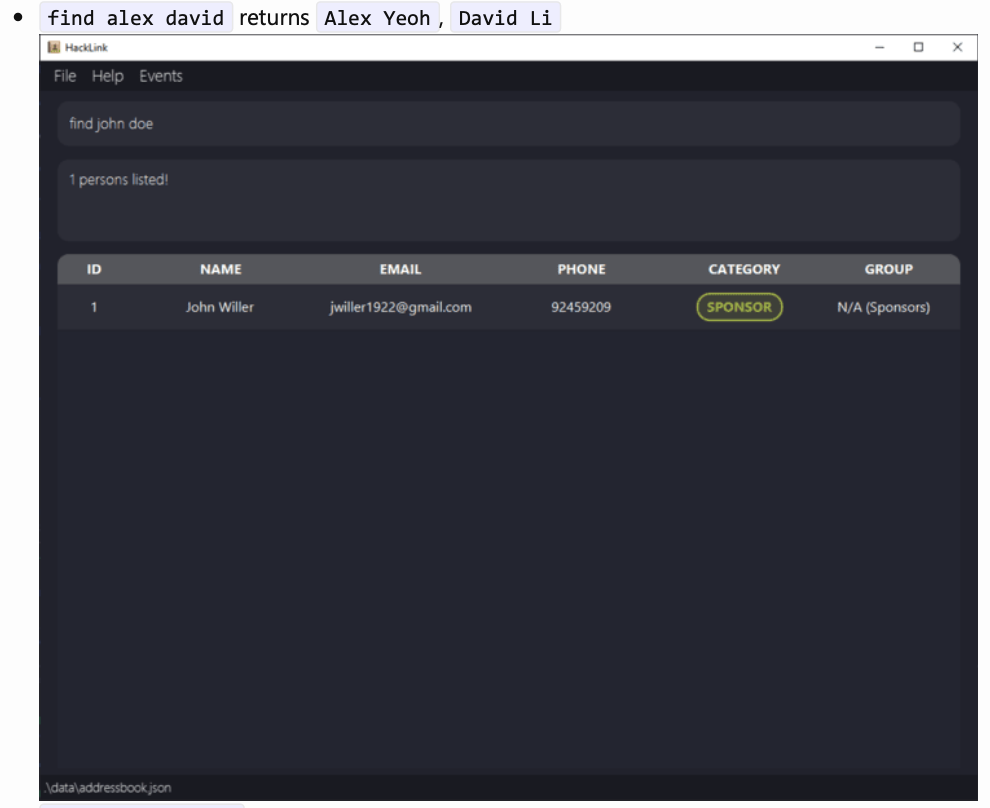 find alex david returns Alex Yeoh, David Li
HackLink
File Help Events
find john doe
1 persons listed!
ID NAME EMAIL PHONE CATEGORY GROUP
1 John Willer jwiller1922@gmail.com 92459209 SPONSOR N/A (Sponsors)
.\data\addressbook.json